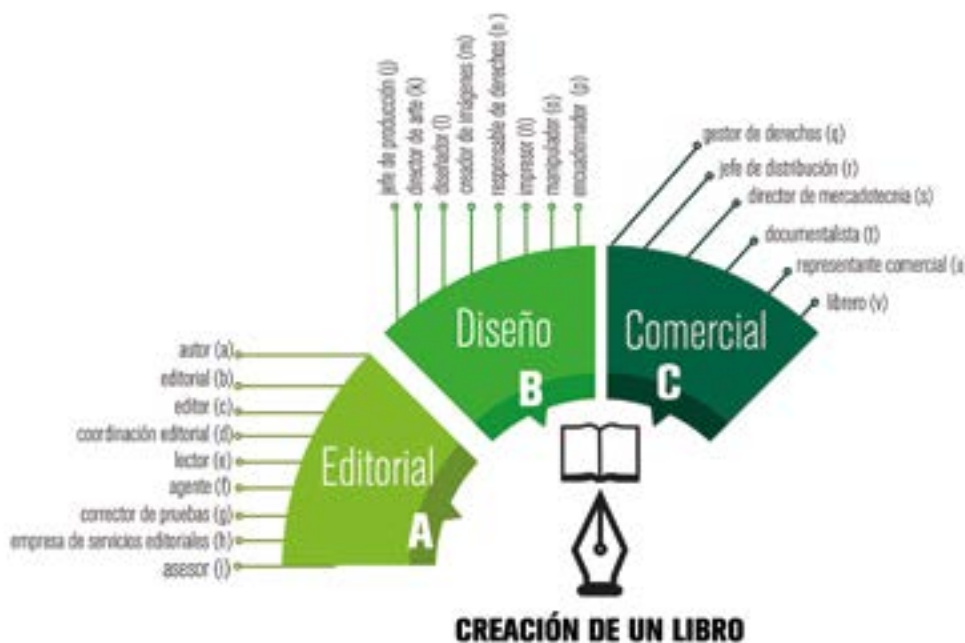 jefe de producción (j)
director de arte (k)
diseñador (l)
creador de imágenes (m)
responsable de derechos (n)
impresor (ñ)
manipulador (o)
encuadernador (p)
gestor de derechos (q)
jefe de distribución (r)
director de mercadotecnia (s)
documentalista (t)
representante comercial (u
librero (v)
Diseño
B
Comercial
C
autor (a)
editorial (b)
editor (c)
coordinación editorial (d)
lector (e)
agente (f)
corrector de pruebas (g)
empresa de servicios editoriales (h)
asesor (i)
Editorial
A
CREACIÓN DE UN LIBRO